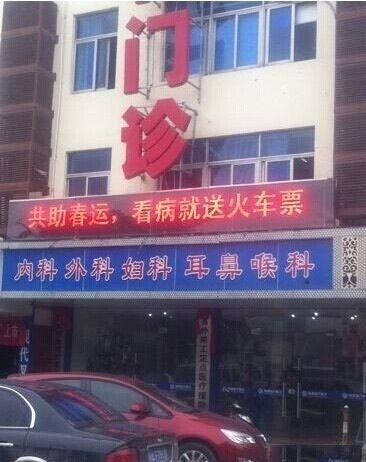 门诊
共助春运，看病就送火车票
内科 外科 妇科 耳鼻喉科